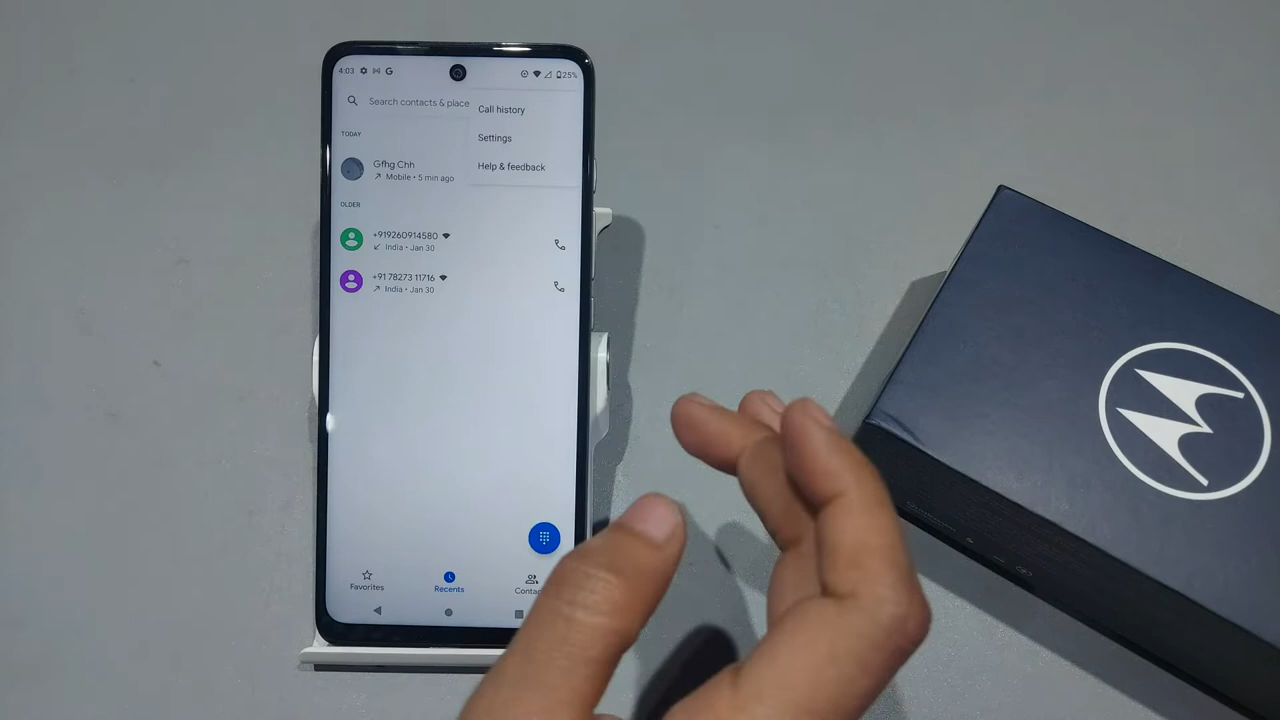 4:03
25%
Search contacts & place
Call history
Settings
Help & feedback
TODAY
Gfhg Chh
Mobile • 5 min ago
OLDER
+919260914580
India • Jan 30
+91 78273 11716
India • Jan 30
Favorites
Recents